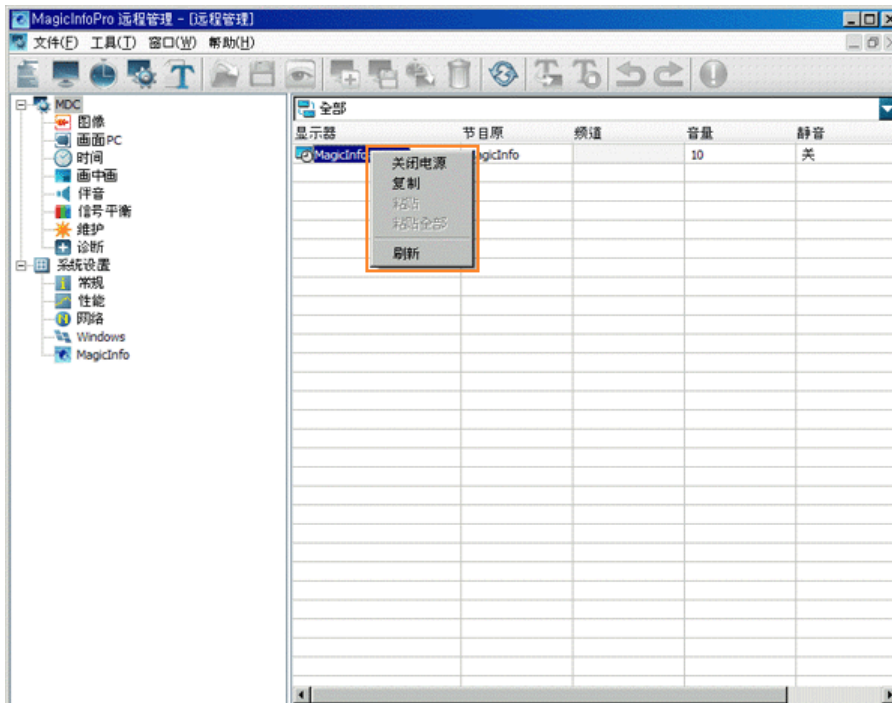 MagicInfoPro 远程管理 - [远程管理]
文件(F) 工具(T) 窗口(W) 帮助(H)
MDC
图像
画面PC
时间
画中画
伴音
信号平衡
维护
诊断
系统设置
常规
性能
网络
Windows
MagicInfo
全部
显示器 节目原 频道 音量 静音
MagicInfo agicInfo 10 关
关闭电源
复制
粘贴
粘贴全部
刷新